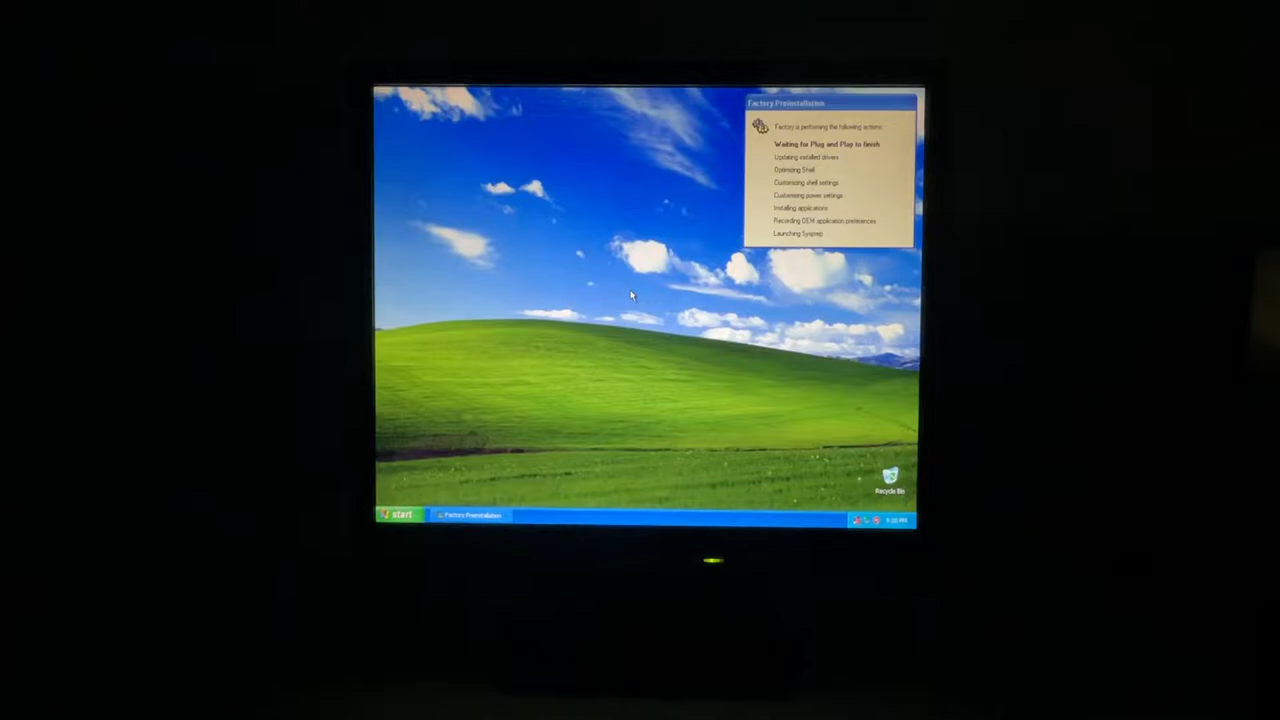 Factory Preinstallation
Factory is performing the following actions:
Waiting for Plug and Play to finish
Updating installed drivers
Optimizing Shell
Customizing shell settings
Customizing power settings
Installing applications
Recording OEM application preferences
Launching Sysprep
Recycle Bin
start
Factory Preinstallation